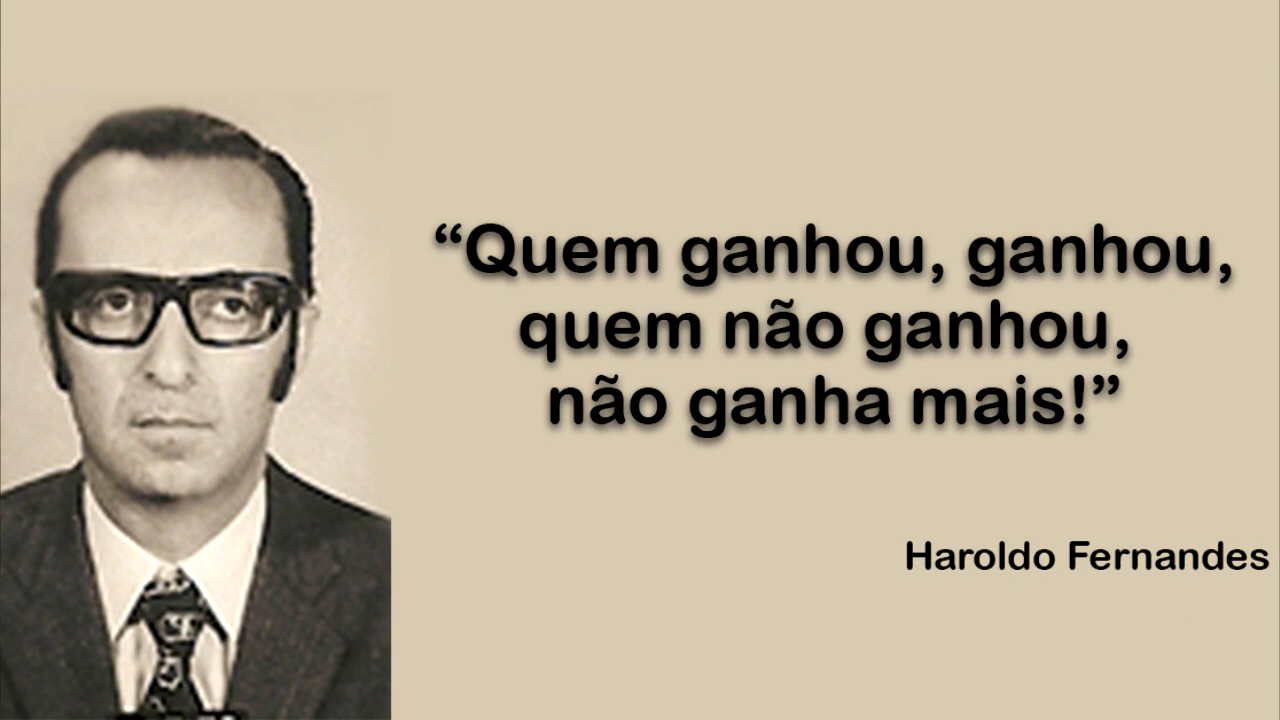 “Quem ganhou, ganhou,
quem não ganhou,
não ganha mais!”
Haroldo Fernandes